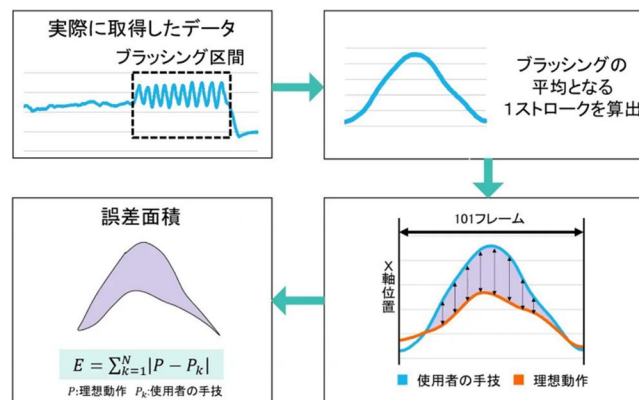 実際に取得したデータ
ブラッシング区間
ブラッシングの
平均となる
1ストロークを算出
101フレーム
X軸位置
使用者の手技
理想動作
誤差面積
E = ∑_{k=1}^{N}|P − P_k|
P:理想動作 P_k:使用者の手技